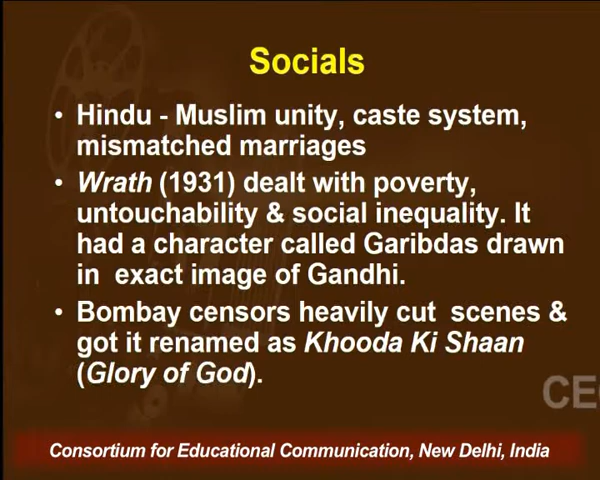 Socials
• Hindu - Muslim unity, caste system,
mismatched marriages
• Wrath (1931) dealt with poverty,
untouchability & social inequality. It
had a character called Garibdas drawn
in exact image of Gandhi.
• Bombay censors heavily cut scenes &
got it renamed as Khooda Ki Shaan
(Glory of God).
Consortium for Educational Communication, New Delhi, India